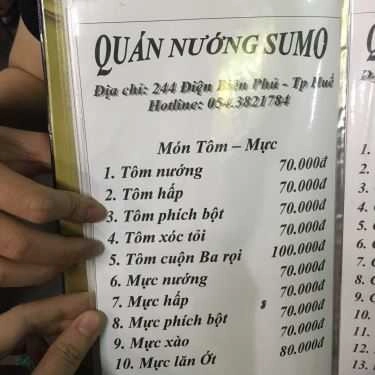 QUÁN NƯỚNG SUMO
Địa chỉ: 244 Điện Biên Phủ - Tp Huế
Hotline: 054.3821784
Món Tôm – Mực
1. Tôm nướng 70.000đ
2. Tôm hấp 70.000đ
3. Tôm phích bột 70.000đ
4. Tôm xóc tỏi 70.000đ
5. Tôm cuộn Ba rọi 100.000đ
6. Mực nướng 70.000đ
7. Mực hấp 70.000đ
8. Mực phích bột 70.000đ
9. Mực xào 70.000đ
10. Mực lăn Ớt 80.000đ